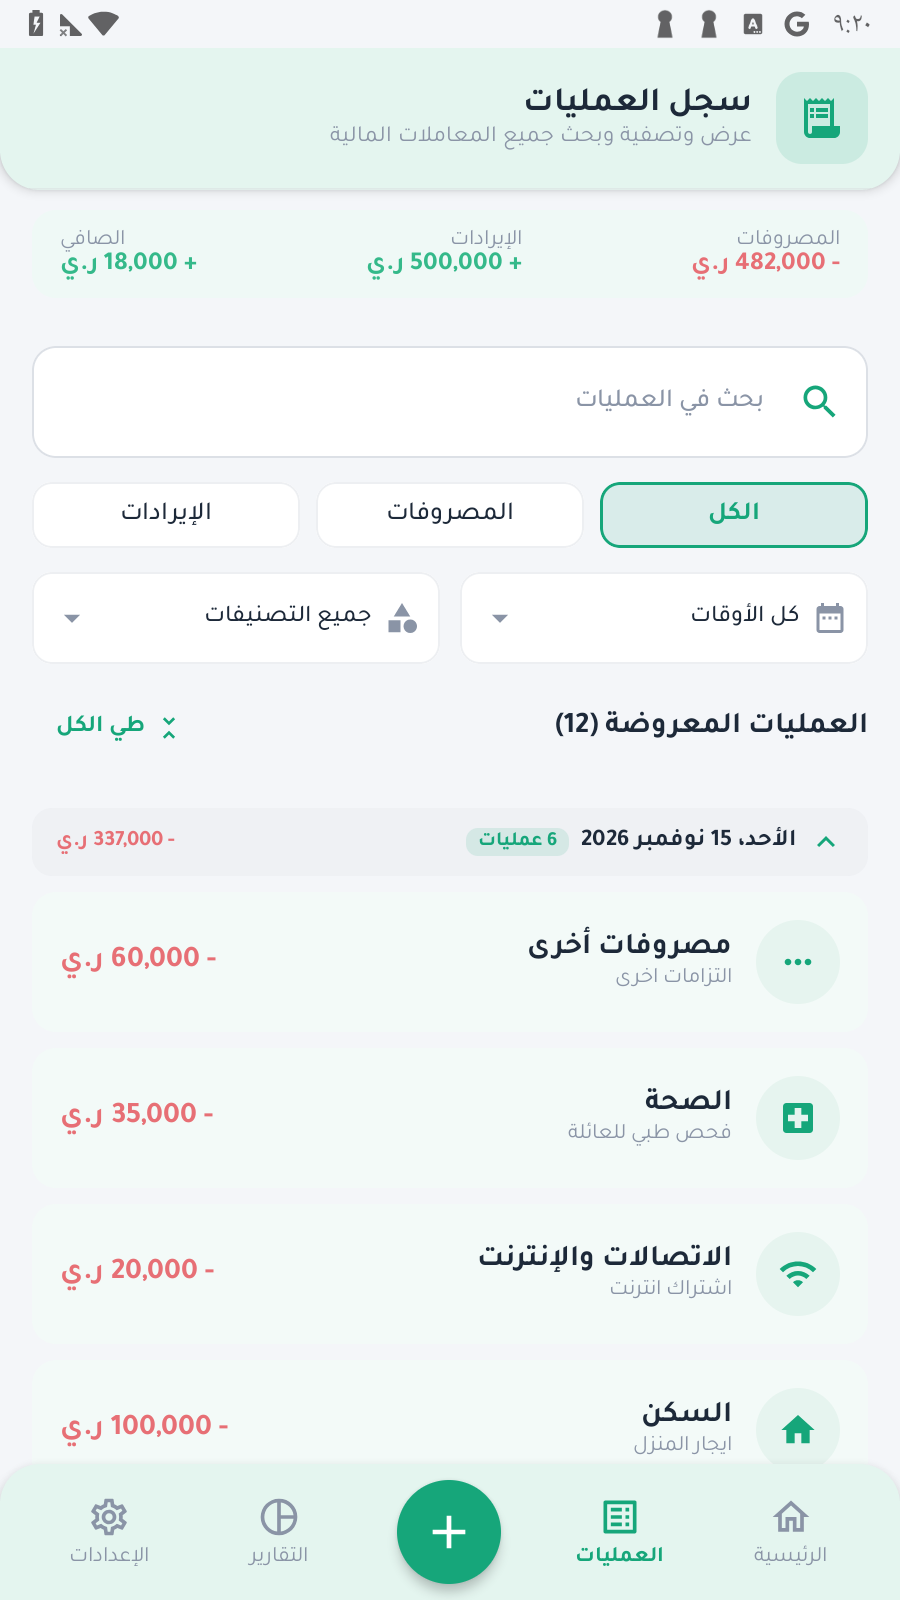 ٩:٢٠
سجل العمليات
عرض وتصفية وبحث جميع المعاملات المالية
المصروفات
- 482,000 ر.ي
الإيرادات
+ 500,000 ر.ي
الصافي
+ 18,000 ر.ي
بحث في العمليات
الكل
المصروفات
الإيرادات
كل الأوقات
جميع التصنيفات
العمليات المعروضة (12)
طي الكل
الأحد، 15 نوفمبر 2026
6 عمليات
- 337,000 ر.ي
مصروفات أخرى
التزامات اخرى
- 60,000 ر.ي
الصحة
فحص طبي للعائلة
- 35,000 ر.ي
الاتصالات والإنترنت
اشتراك انترنت
- 20,000 ر.ي
السكن
ايجار المنزل
- 100,000 ر.ي
الرئيسية
العمليات
التقارير
الإعدادات